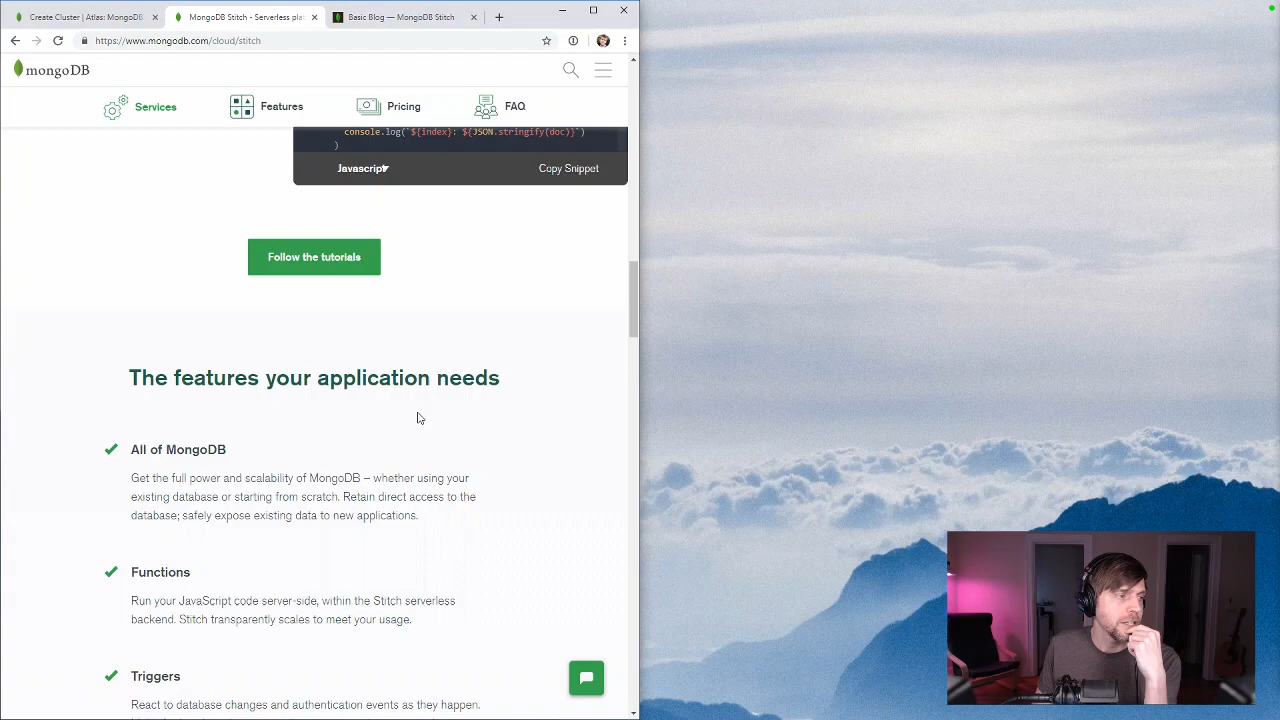 Create Cluster | Atlas: MongoDB
MongoDB Stitch - Serverless pla
Basic Blog — MongoDB Stitch
https://www.mongodb.com/cloud/stitch
mongoDB
Services
Features
Pricing
FAQ
console.log(`${index}: ${JSON.stringify(doc)}`)
)
Javascript
Copy Snippet
Follow the tutorials
The features your application needs
All of MongoDB
Get the full power and scalability of MongoDB – whether using your
existing database or starting from scratch. Retain direct access to the
database; safely expose existing data to new applications.
Functions
Run your JavaScript code server-side, within the Stitch serverless
backend. Stitch transparently scales to meet your usage.
Triggers
React to database changes and authentication events as they happen.